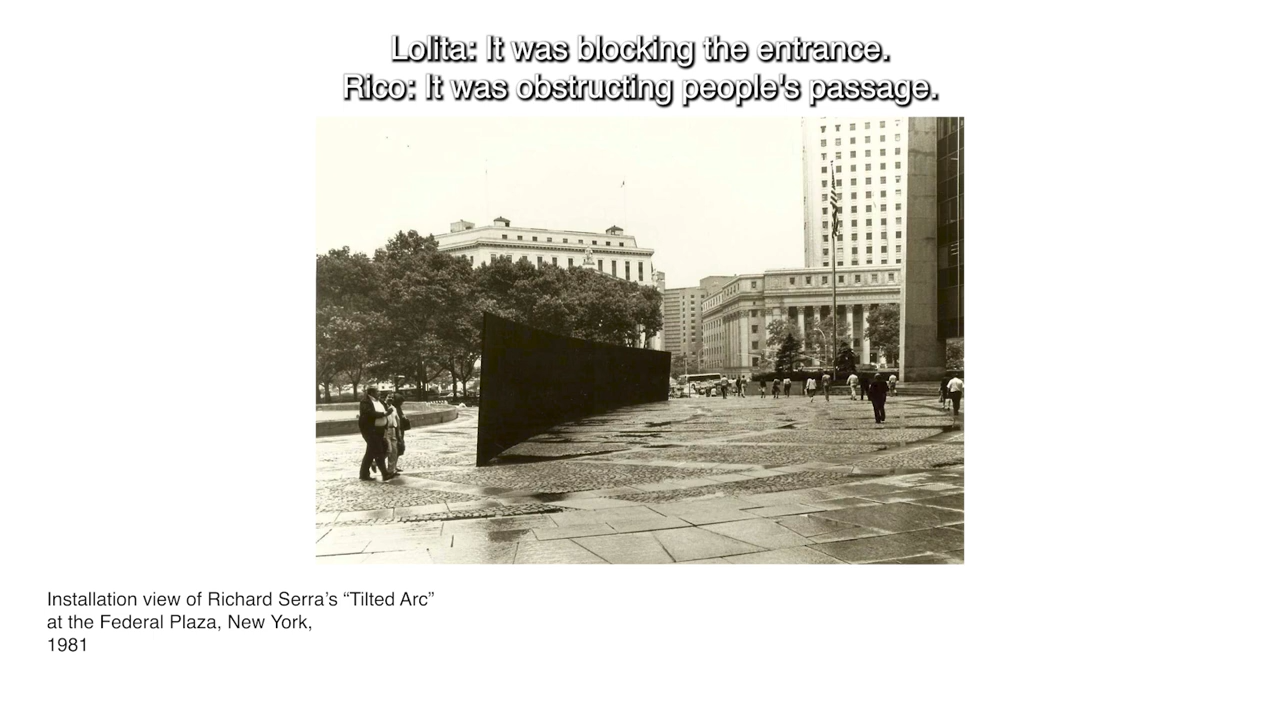 Lolita: It was blocking the entrance.
Rico: It was obstructing people's passage.
Installation view of Richard Serra’s “Tilted Arc”
at the Federal Plaza, New York,
1981